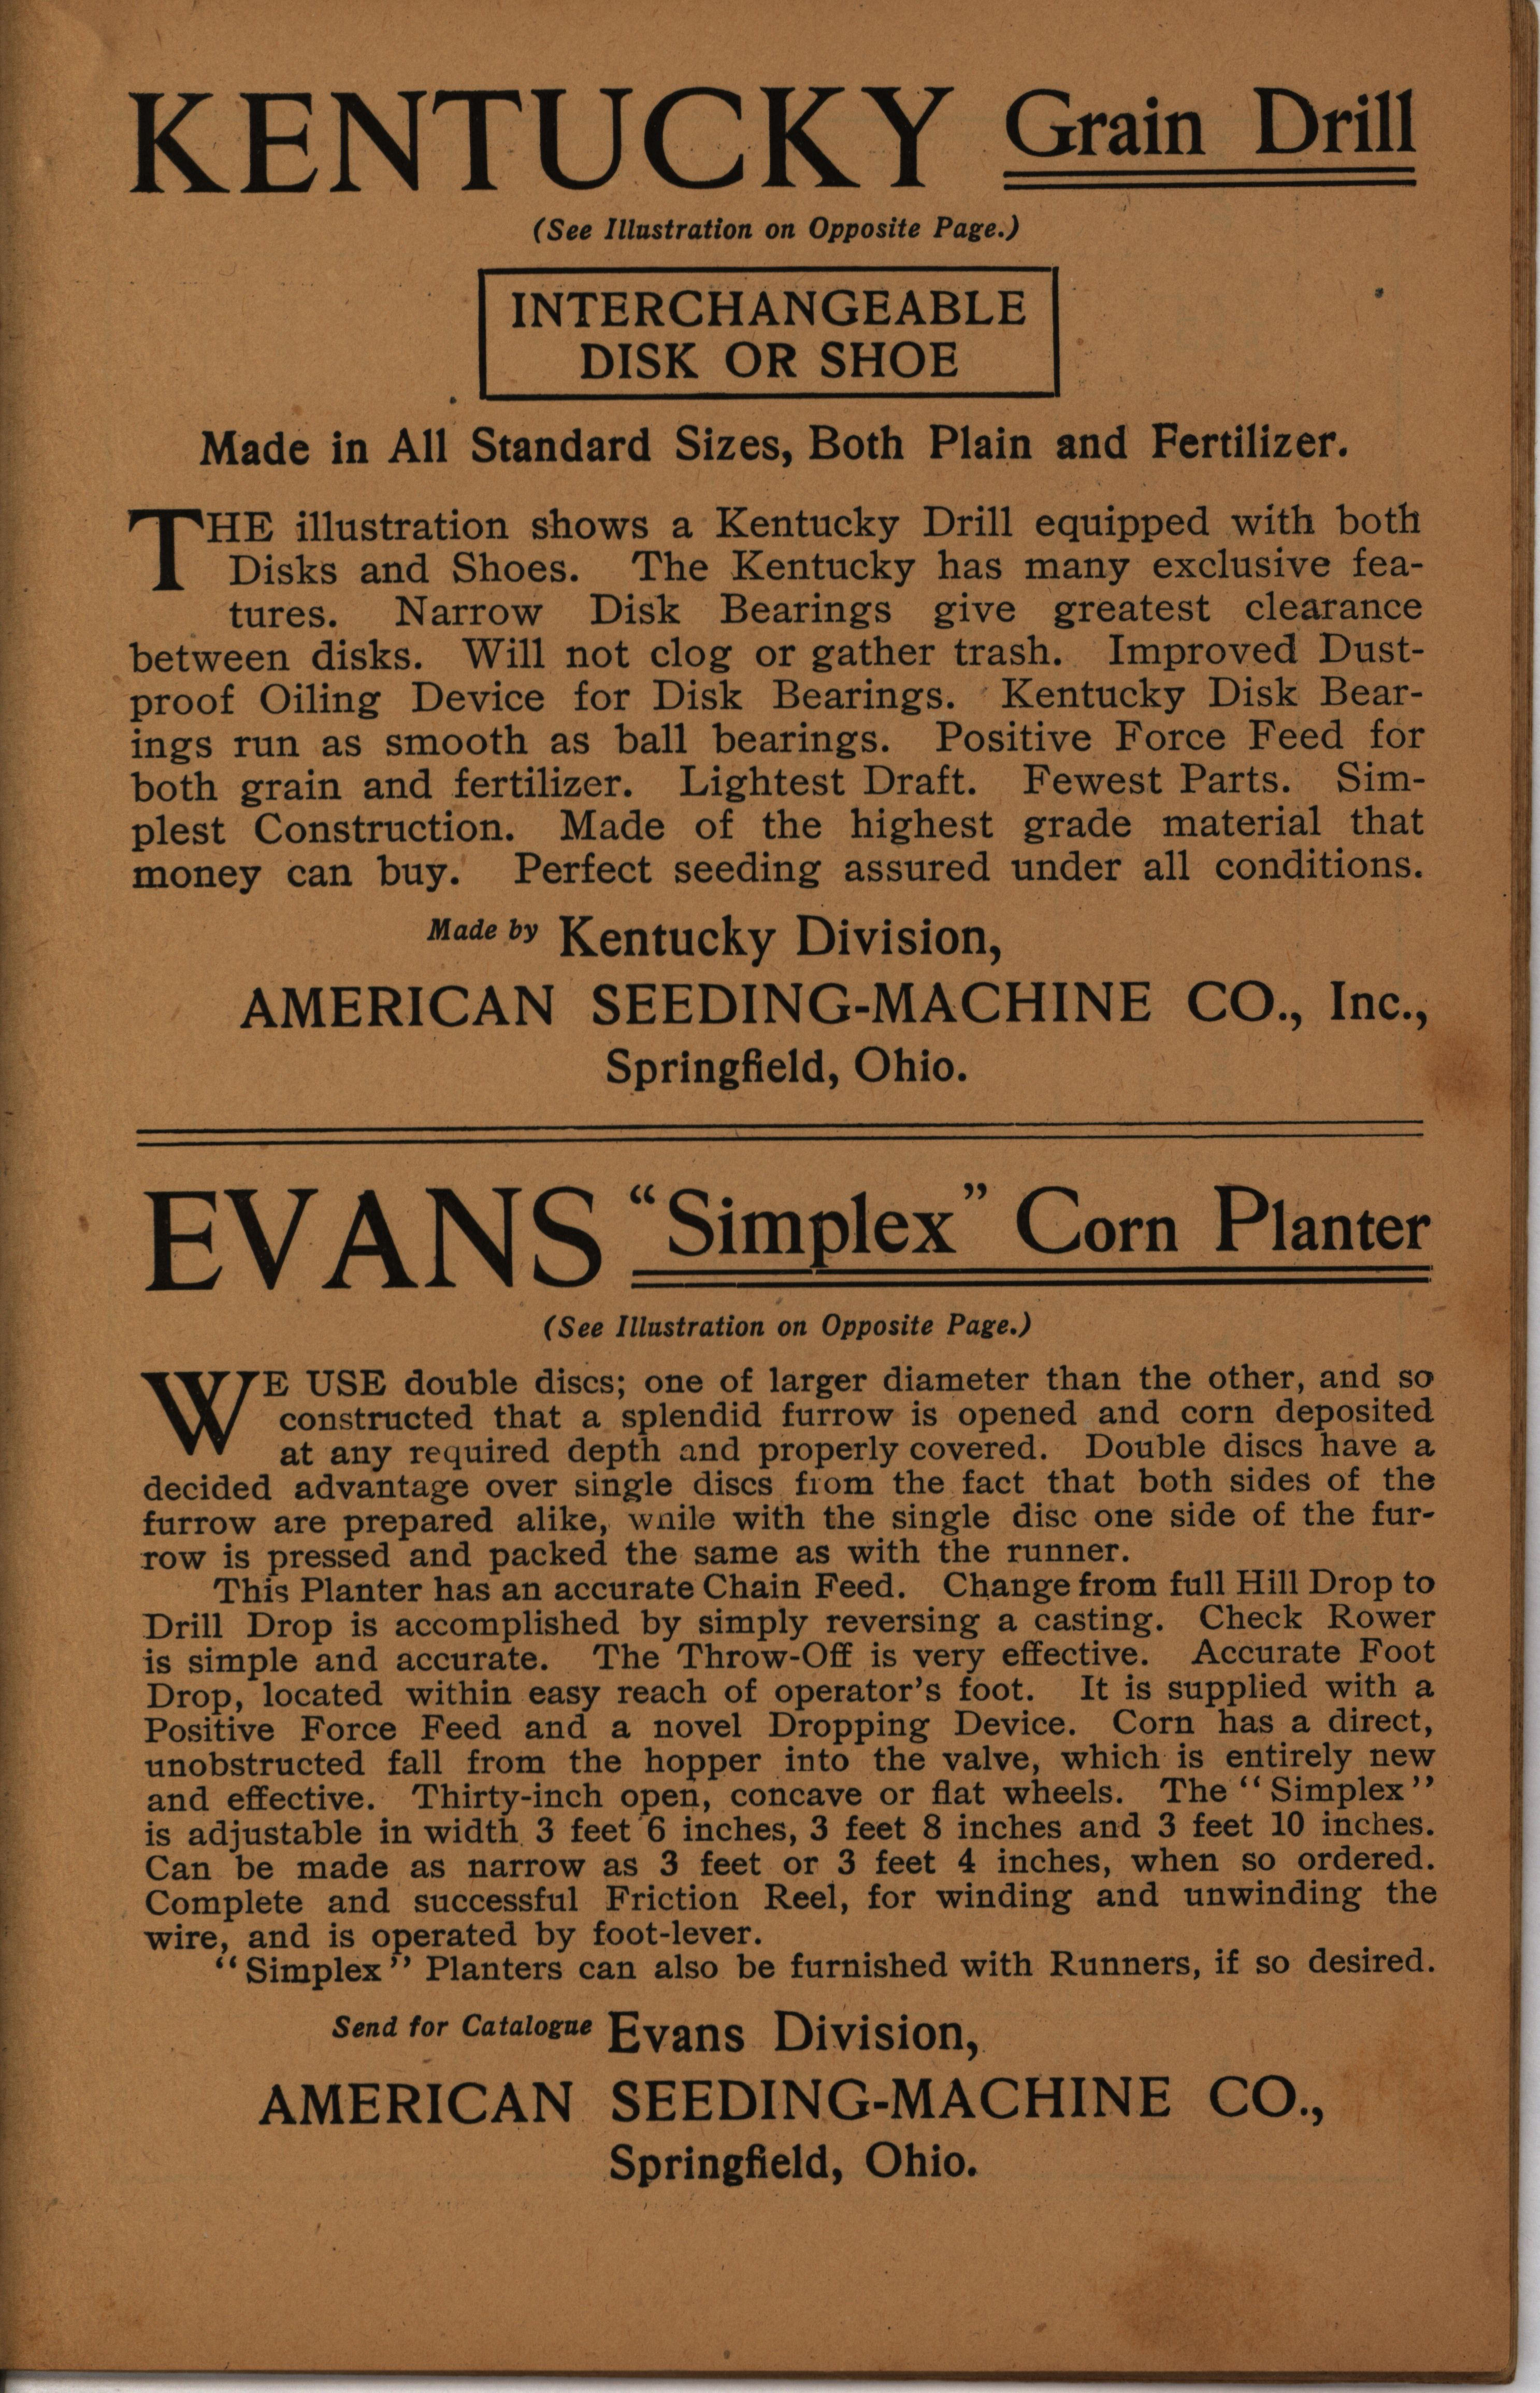 KENTUCKY Grain Drill
(See Illustration on Opposite Page.)
INTERCHANGEABLE
DISK OR SHOE
Made in All Standard Sizes, Both Plain and Fertilizer.
THE illustration shows a Kentucky Drill equipped with both
Disks and Shoes. The Kentucky has many exclusive fea-
tures. Narrow Disk Bearings give greatest clearance
between disks. Will not clog or gather trash. Improved Dust-
proof Oiling Device for Disk Bearings. Kentucky Disk Bear-
ings run as smooth as ball bearings. Positive Force Feed for
both grain and fertilizer. Lightest Draft. Fewest Parts. Sim-
plest Construction. Made of the highest grade material that
money can buy. Perfect seeding assured under all conditions.
Made by Kentucky Division,
AMERICAN SEEDING-MACHINE CO., Inc.,
Springfield, Ohio.
EVANS "Simplex" Corn Planter
(See Illustration on Opposite Page.)
WE USE double discs; one of larger diameter than the other, and so
constructed that a splendid furrow is opened and corn deposited
at any required depth and properly covered. Double discs have a
decided advantage over single discs from the fact that both sides of the
furrow are prepared alike, while with the single disc one side of the fur-
row is pressed and packed the same as with the runner.
This Planter has an accurate Chain Feed. Change from full Hill Drop to
Drill Drop is accomplished by simply reversing a casting. Check Rower
is simple and accurate. The Throw-Off is very effective. Accurate Foot
Drop, located within easy reach of operator's foot. It is supplied with a
Positive Force Feed and a novel Dropping Device. Corn has a direct,
unobstructed fall from the hopper into the valve, which is entirely new
and effective. Thirty-inch open, concave or flat wheels. The "Simplex"
is adjustable in width 3 feet 6 inches, 3 feet 8 inches and 3 feet 10 inches.
Can be made as narrow as 3 feet or 3 feet 4 inches, when so ordered.
Complete and successful Friction Reel, for winding and unwinding the
wire, and is operated by foot-lever.
"Simplex" Planters can also be furnished with Runners, if so desired.
Send for Catalogue Evans Division,
AMERICAN SEEDING-MACHINE CO.,
Springfield, Ohio.